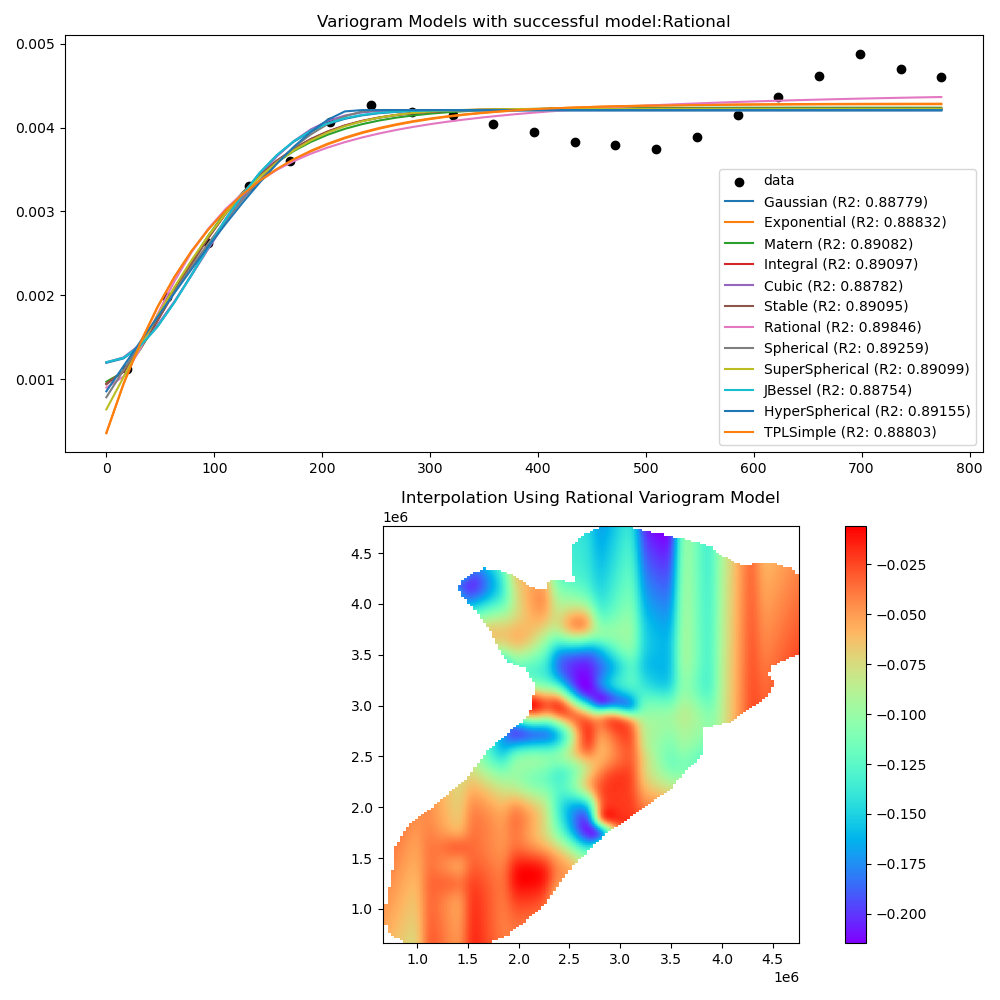 Variogram Models with successful model:Rational
0.005
0.004
0.003
0.002
0.001
data
Gaussian (R2: 0.88779)
Exponential (R2: 0.88832)
Matern (R2: 0.89082)
Integral (R2: 0.89097)
Cubic (R2: 0.88782)
Stable (R2: 0.89095)
Rational (R2: 0.89846)
Spherical (R2: 0.89259)
SuperSpherical (R2: 0.89099)
JBessel (R2: 0.88754)
HyperSpherical (R2: 0.89155)
TPLSimple (R2: 0.88803)
0 100 200 300 400 500 600 700 800
Interpolation Using Rational Variogram Model
1e6
4.5
4.0
3.5
3.0
2.5
2.0
1.5
1.0
1.0 1.5 2.0 2.5 3.0 3.5 4.0 4.5
1e6
−0.025
−0.050
−0.075
−0.100
−0.125
−0.150
−0.175
−0.200